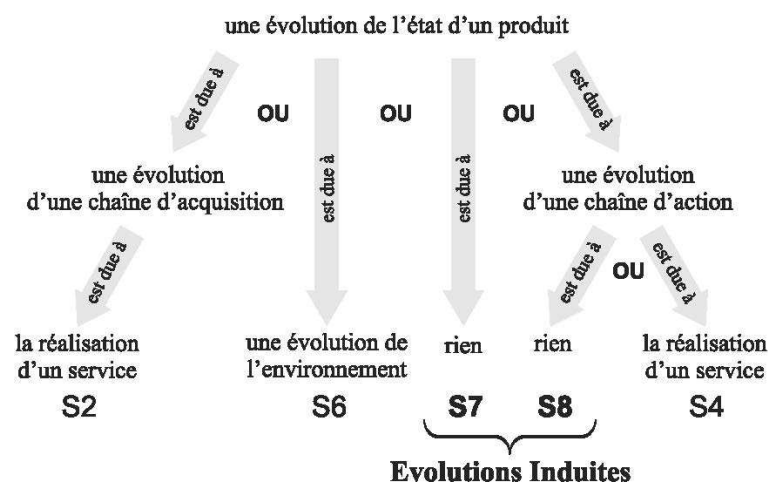 une évolution de l'état d'un produit
est due à
OU
OU
OU
est due à
est due à
est due à
une évolution
d'une chaîne d'acquisition
une évolution
d'une chaîne d'action
est due à
est due à
OU
est due à
la réalisation
d'un service
une évolution de
l'environnement
rien
rien
la réalisation
d'un service
S2
S6
S7
S8
S4
Evolutions Induites